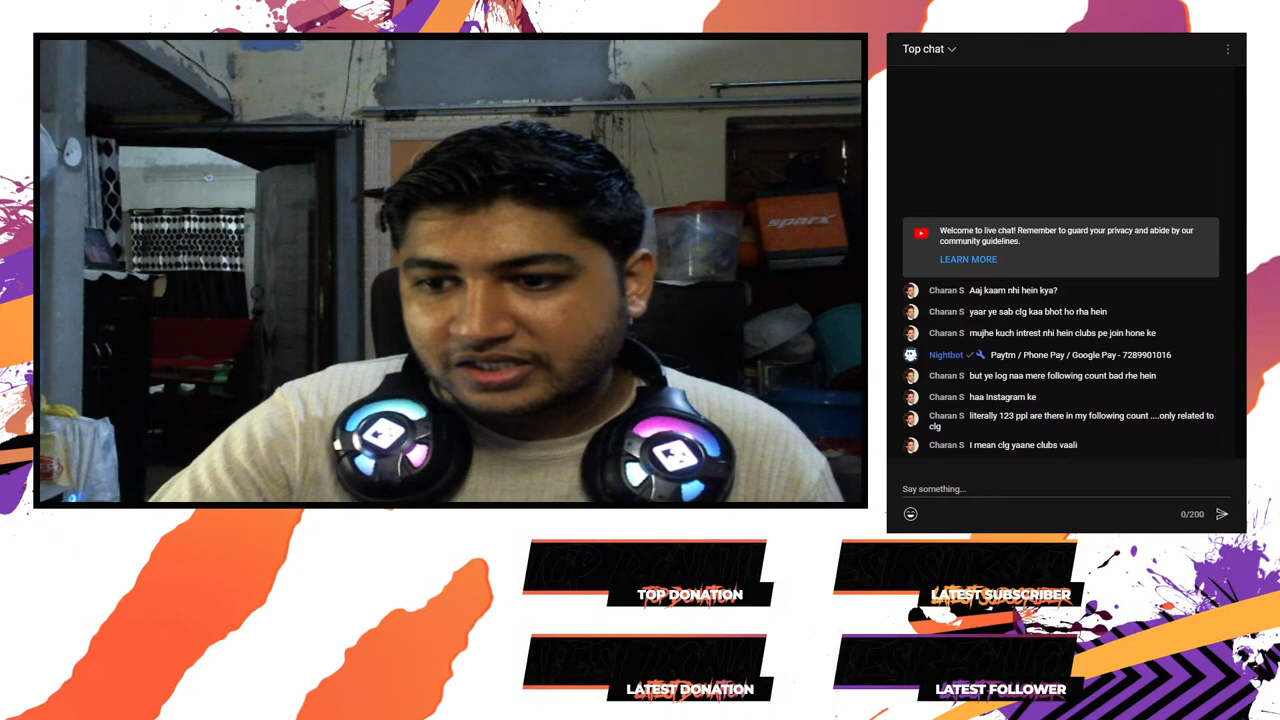 Top chat
Welcome to live chat! Remember to guard your privacy and abide by our
community guidelines.
LEARN MORE
Charan S Aaj kaam nhi hein kya?
Charan S yaar ye sab clg kaa bhot ho rha hein
Charan S mujhe kuch intrest nhi hein clubs pe join hone ke
Nightbot Paytm / Phone Pay / Google Pay - 7289901016
Charan S but ye log naa mere following count bad rhe hein
Charan S haa Instagram ke
Charan S literally 123 ppl are there in my following count ....only related to
clg
Charan S I mean clg yaane clubs vaali
Say something...
0/200
sparx
TOP DONATION
LATEST SUBSCRIBER
LATEST DONATION
LATEST FOLLOWER